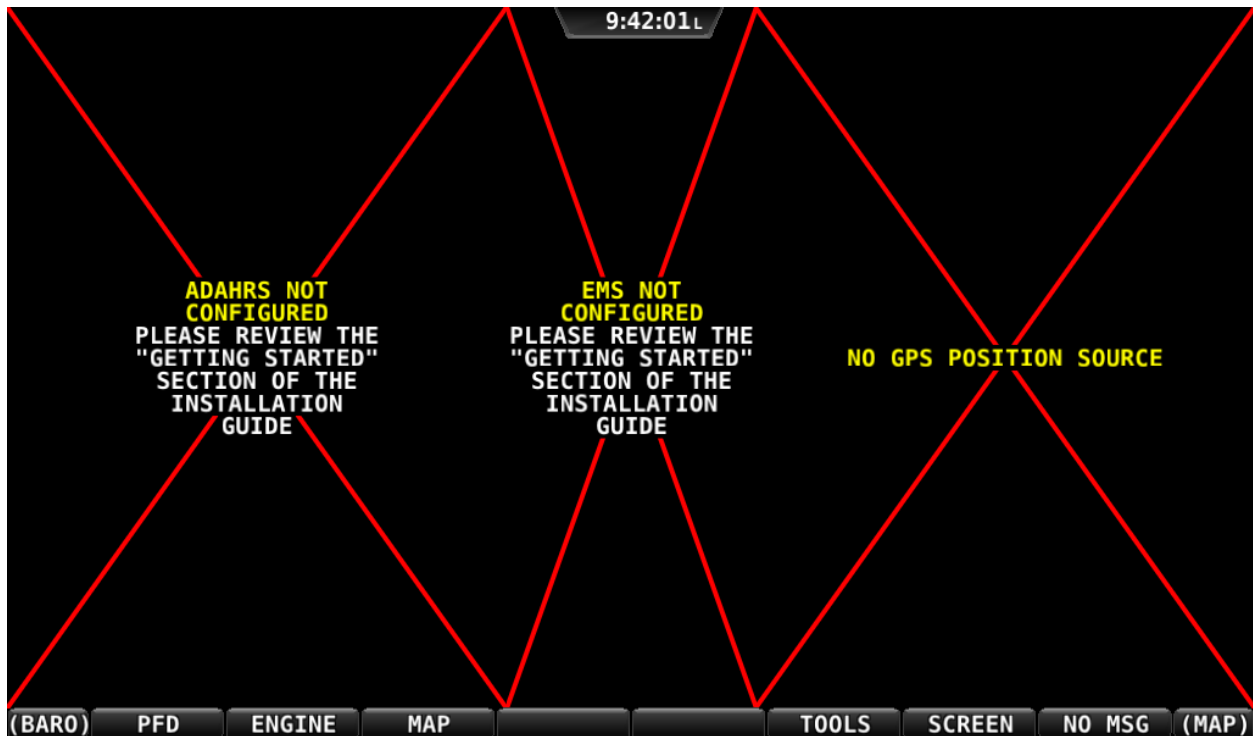 9:42:01L
ADAHRS NOT
CONFIGURED
PLEASE REVIEW THE
"GETTING STARTED"
SECTION OF THE
INSTALLATION
GUIDE
EMS NOT
CONFIGURED
PLEASE REVIEW THE
"GETTING STARTED"
SECTION OF THE
INSTALLATION
GUIDE
NO GPS POSITION SOURCE
(BARO) PFD ENGINE MAP TOOLS SCREEN NO MSG (MAP)